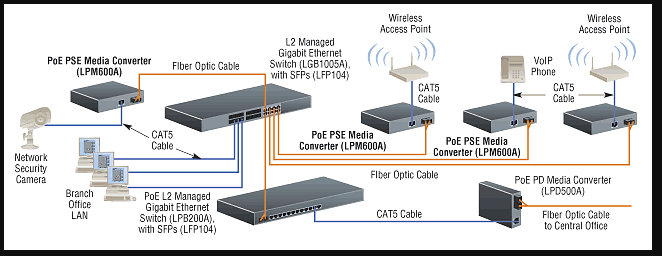 PoE PSE Media Converter
(LPM600A)
Fiber Optic Cable
L2 Managed
Gigabit Ethernet
Switch (LGB1005A),
with SFPs (LFP104)
Wireless
Access Point
CAT5
Cable
VoIP
Phone
CAT5
Cable
Wireless
Access Point
Network
Security
Camera
CAT5
Cable
PoE PSE Media
Converter (LPM600A)
PoE PSE Media
Converter (LPM600A)
Branch
Office
LAN
PoE L2 Managed
Gigabit Ethernet
Switch (LPB200A),
with SFPs (LFP104)
Fiber Optic Cable
CAT5 Cable
PoE PD Media Converter
(LPD500A)
Fiber Optic Cable
to Central Office